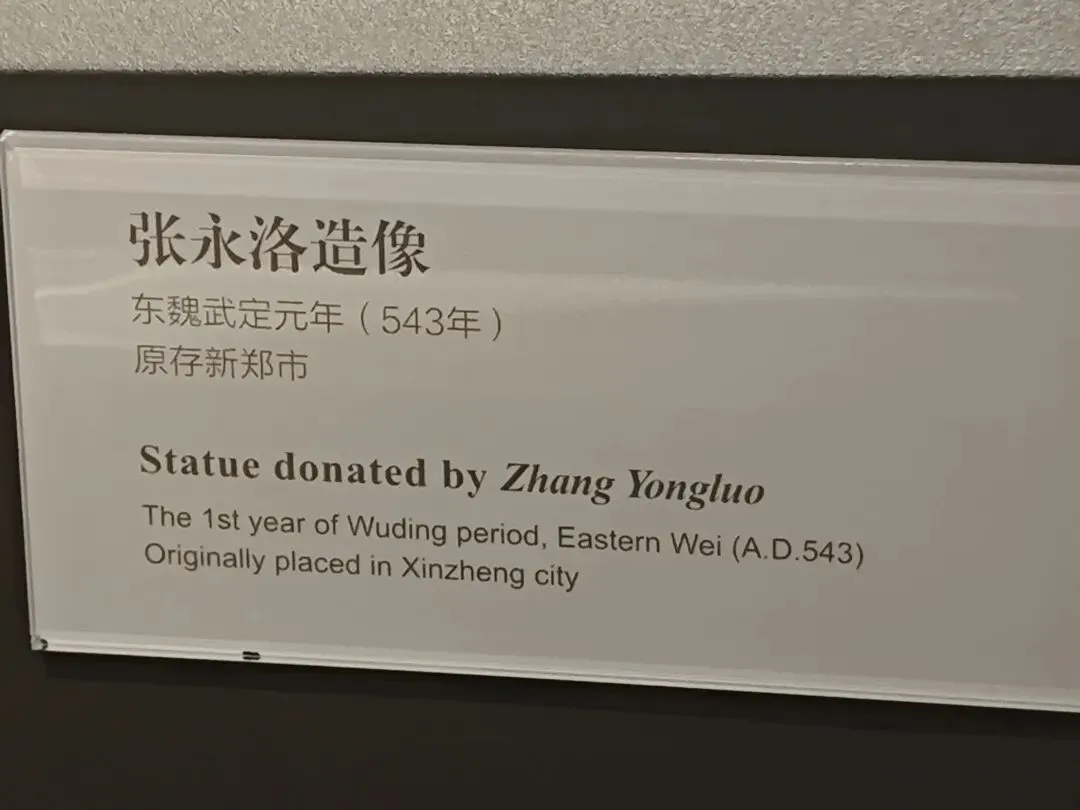 张永洛造像
东魏武定元年（543年）
原存新郑市
Statue donated by Zhang Yongluo
The 1st year of Wuding period, Eastern Wei (A.D.543)
Originally placed in Xinzheng city